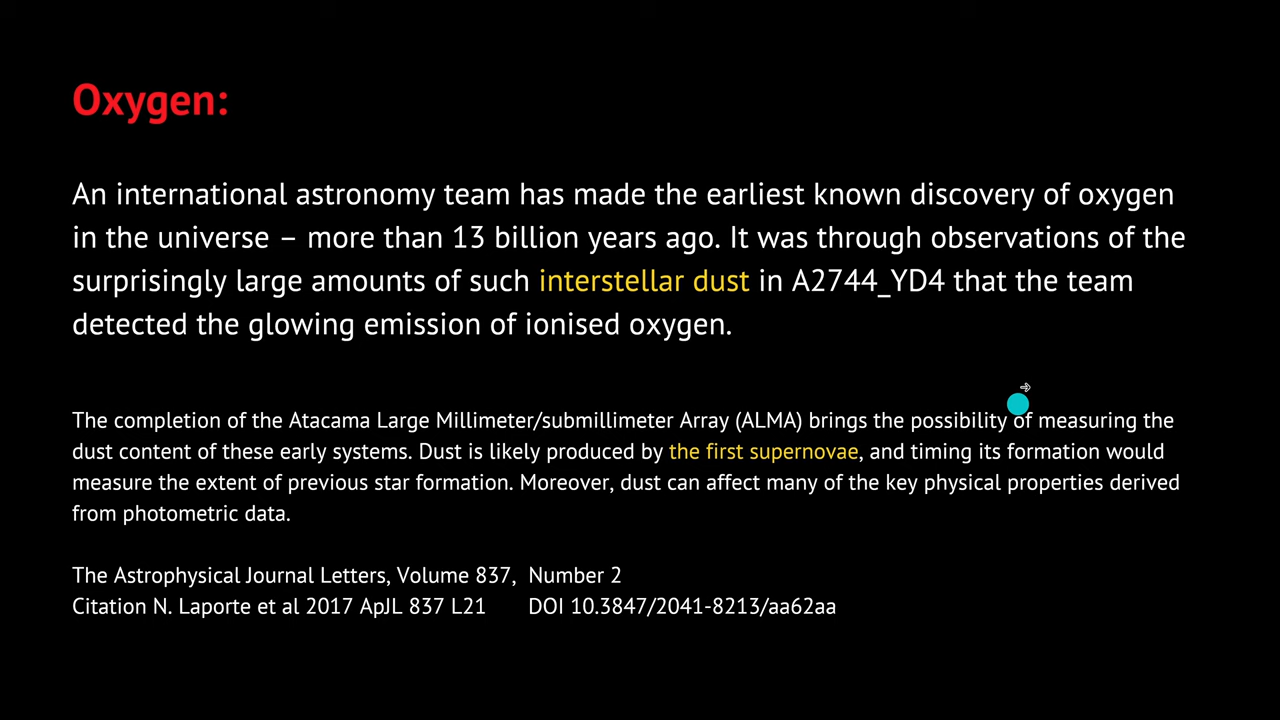 Oxygen:
An international astronomy team has made the earliest known discovery of oxygen
in the universe – more than 13 billion years ago. It was through observations of the
surprisingly large amounts of such interstellar dust in A2744_YD4 that the team
detected the glowing emission of ionised oxygen.
The completion of the Atacama Large Millimeter/submillimeter Array (ALMA) brings the possibility of measuring the
dust content of these early systems. Dust is likely produced by the first supernovae, and timing its formation would
measure the extent of previous star formation. Moreover, dust can affect many of the key physical properties derived
from photometric data.
The Astrophysical Journal Letters, Volume 837, Number 2
Citation N. Laporte et al 2017 ApJL 837 L21 DOI 10.3847/2041-8213/aa62aa